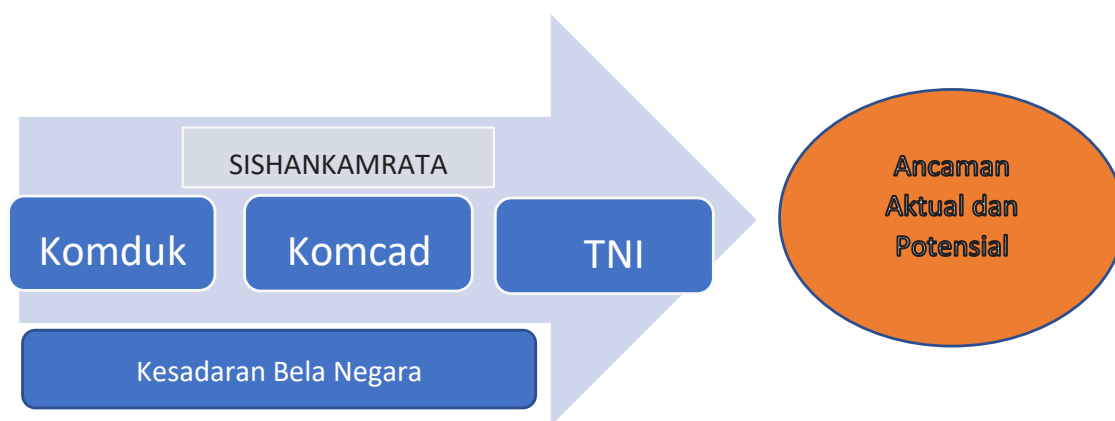 SISHANKAMRATA
Komduk
Komcad
TNI
Kesadaran Bela Negara
Ancaman
Aktual dan
Potensial